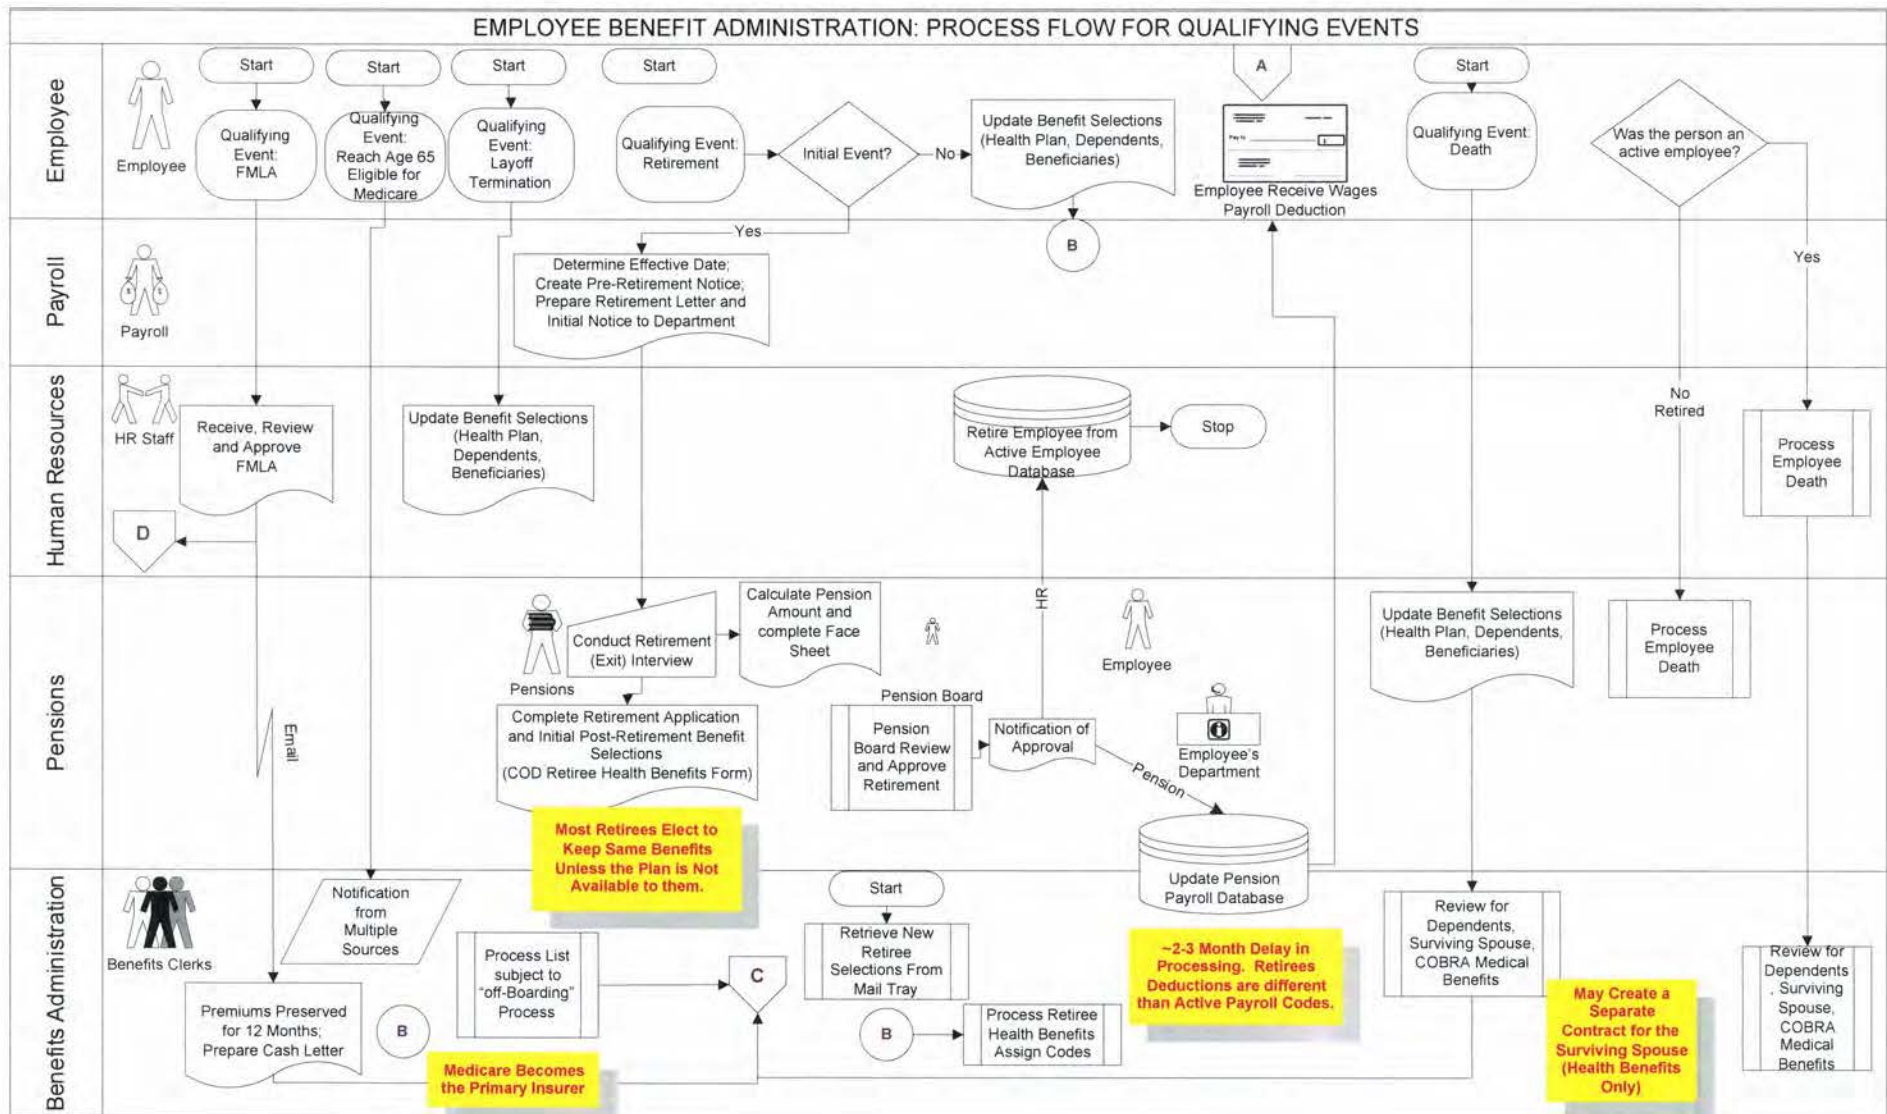 EMPLOYEE BENEFIT ADMINISTRATION: PROCESS FLOW FOR QUALIFYING EVENTS
Employee
Employee
Start
Qualifying
Event:
FMLA
Start
Qualifying
Event:
Reach Age 65
Eligible for
Medicare
Start
Qualifying
Event:
Layoff
Termination
Start
Qualifying Event:
Retirement
Initial Event?
No
Yes
Update Benefit Selections
(Health Plan, Dependents,
Beneficiaries)
B
A
Pay to
$
Employee Receive Wages
Payroll Deduction
Start
Qualifying Event:
Death
Was the person an
active employee?
Yes
No
Retired
Payroll
$
$
Payroll
Determine Effective Date;
Create Pre-Retirement Notice;
Prepare Retirement Letter and
Initial Notice to Department
Human Resources
HR Staff
Receive, Review
and Approve
FMLA
D
Update Benefit Selections
(Health Plan,
Dependents,
Beneficiaries)
Retire Employee from
Active Employee
Database
Stop
Process
Employee
Death
Pensions
Email
Pensions
Conduct Retirement
(Exit) Interview
Calculate Pension
Amount and
complete Face
Sheet
Complete Retirement Application
and Initial Post-Retirement Benefit
Selections
(COD Retiree Health Benefits Form)
Most Retirees Elect to
Keep Same Benefits
Unless the Plan is Not
Available to them.
Pension Board
Pension
Board Review
and Approve
Retirement
HR
Notification of
Approval
Pension
Employee
Employee's
Department
Update Benefit Selections
(Health Plan, Dependents,
Beneficiaries)
Process
Employee
Death
Benefits Administration
Benefits Clerks
Notification
from
Multiple
Sources
Premiums Preserved
for 12 Months;
Prepare Cash Letter
B
Process List
subject to
"off-Boarding"
Process
Medicare Becomes
the Primary Insurer
C
Start
Retrieve New
Retiree
Selections From
Mail Tray
B
Process Retiree
Health Benefits
Assign Codes
Update Pension
Payroll Database
~2-3 Month Delay in
Processing. Retirees
Deductions are different
than Active Payroll Codes.
Review for
Dependents,
Surviving Spouse,
COBRA Medical
Benefits
May Create a
Separate
Contract for the
Surviving Spouse
(Health Benefits
Only)
Review for
Dependents
, Surviving
Spouse,
COBRA
Medical
Benefits